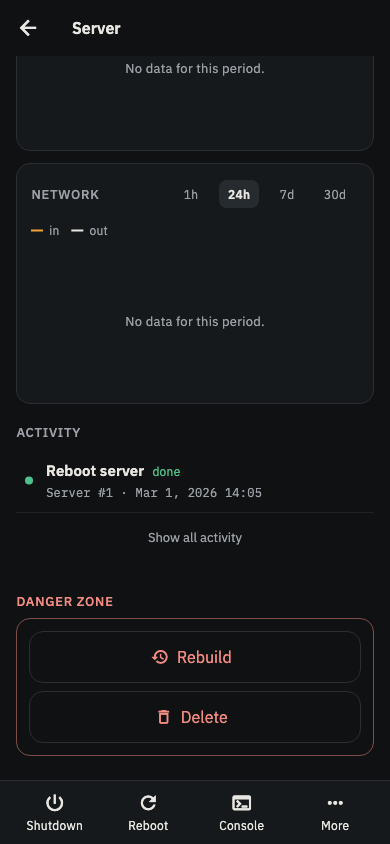 Server
No data for this period.
NETWORK 1h 24h 7d 30d
in out
No data for this period.
ACTIVITY
Reboot server done
Server #1 · Mar 1, 2026 14:05
Show all activity
DANGER ZONE
Rebuild
Delete
Shutdown Reboot Console More